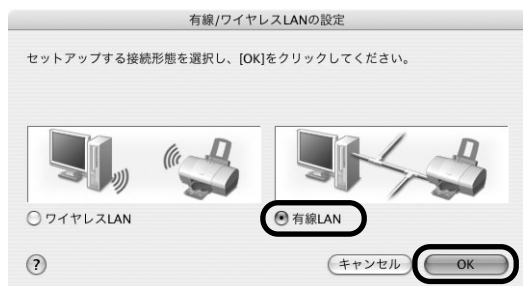 有線/ワイヤレスLANの設定
セットアップする接続形態を選択し、[OK]をクリックしてください。
ワイヤレスLAN
有線LAN
?
キャンセル
OK